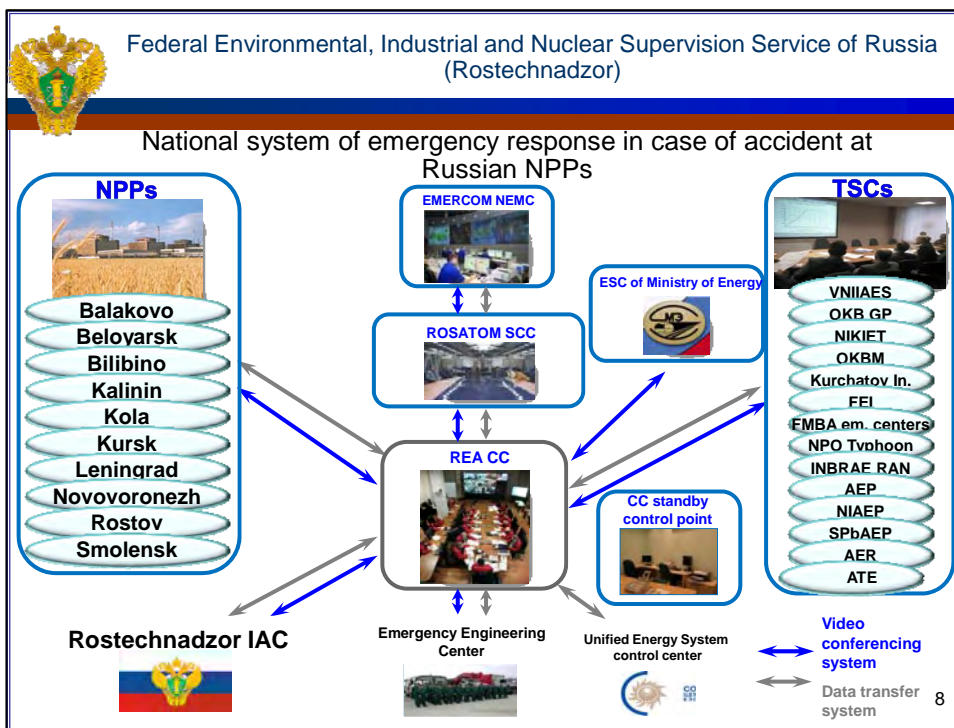 Federal Environmental, Industrial and Nuclear Supervision Service of Russia
(Rostechnadzor)
National system of emergency response in case of accident at
Russian NPPs
NPPs
Balakovo
Beloyarsk
Bilibino
Kalinin
Kola
Kursk
Leningrad
Novovoronezh
Rostov
Smolensk
EMERCOM NEMC
ROSATOM SCC
REA CC
ESC of Ministry of Energy
МЭ
CC standby
control point
TSCs
VNIIAES
OKB GP
NIKIET
OKBM
Kurchatov In.
FEI
FMBA em. centers
NPO Typhoon
INBRAE RAN
AEP
NIAEP
SPbAEP
AER
ATE
Rostechnadzor IAC
Emergency Engineering
Center
Unified Energy System
control center
Video
conferencing
system
Data transfer
system
8